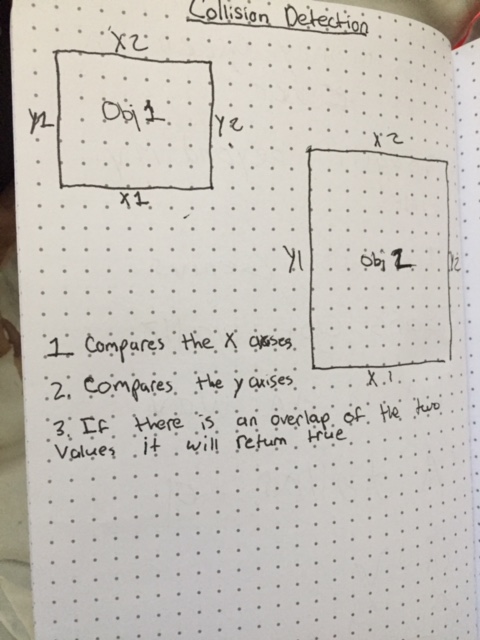 Collision Detection
X2
Y1
Obj 1
Y2
X1
X2
Y1
Obj 2
X1
1. Compares the X axises
2. Compares the y axises
3. If there is an overlap of the two
values it will return true